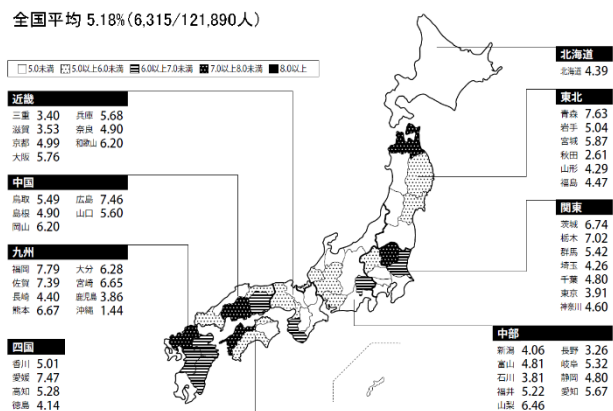 全国平均 5.18%(6,315/121,890人)
5.0未満 5.0以上6.0未満 6.0以上7.0未満 7.0以上8.0未満 8.0以上
北海道
北海道 4.39
東北
青森 7.63
岩手 5.04
宮城 5.87
秋田 2.61
山形 4.29
福島 4.47
関東
茨城 6.74
栃木 7.02
群馬 5.42
埼玉 4.26
千葉 4.80
東京 3.91
神奈川 4.60
中部
新潟 4.06 長野 3.26
富山 4.81 岐阜 5.32
石川 3.81 静岡 4.80
福井 5.22 愛知 5.67
山梨 6.46
近畿
三重 3.40 兵庫 5.68
滋賀 3.53 奈良 4.90
京都 4.99 和歌山 6.20
大阪 5.76
中国
鳥取 5.49 広島 7.46
島根 4.90 山口 5.60
岡山 6.20
九州
福岡 7.79 大分 6.28
佐賀 7.39 宮崎 6.65
長崎 4.40 鹿児島 3.86
熊本 6.67 沖縄 1.44
四国
香川 5.01
愛媛 7.47
高知 5.28
徳島 4.14